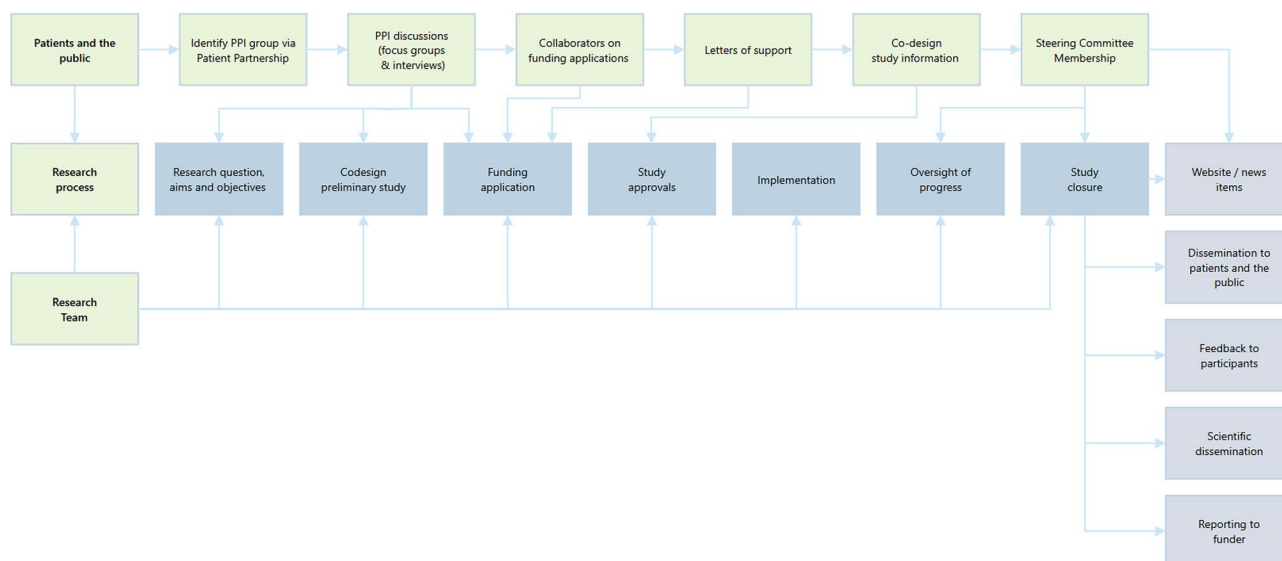 Patients and the
public
Identify PPI group via
Patient Partnership
PPI discussions
(focus groups
& interviews)
Collaborators on
funding applications
Letters of support
Co-design
study information
Steering Committee
Membership
Research
process
Research question,
aims and objectives
Codesign
preliminary study
Funding
application
Study
approvals
Implementation
Oversight of
progress
Study
closure
Website / news
items
Dissemination to
patients and the
public
Research
Team
Feedback to
participants
Scientific
dissemination
Reporting to
funder